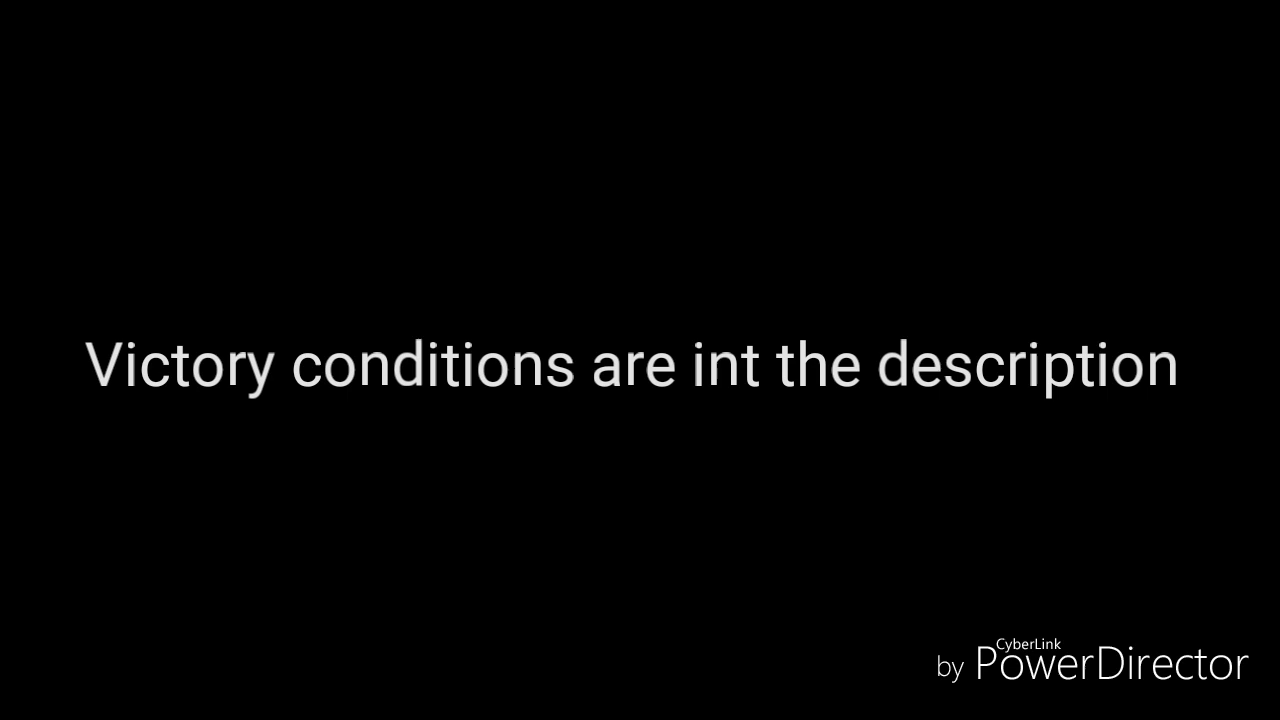 Victory conditions are int the description
CyberLink
by PowerDirector